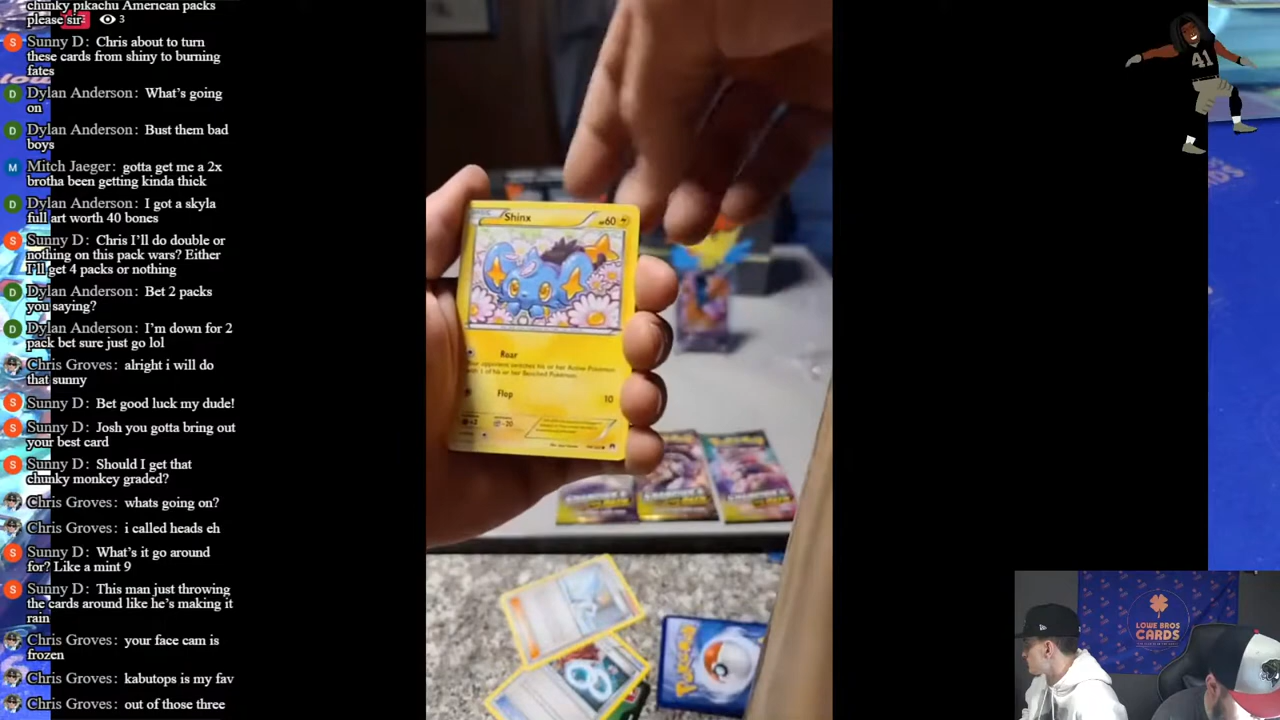 chunky pikachu American packs
please sir
3
Sunny D: Chris about to turn
these cards from shiny to burning
fates
Dylan Anderson: What's going
on
Dylan Anderson: Bust them bad
boys
Mitch Jaeger: gotta get me a 2x
brotha been getting kinda thick
Dylan Anderson: I got a skyla
full art worth 40 bones
Sunny D: Chris I'll do double or
nothing on this pack wars? Either
I'll get 4 packs or nothing
Dylan Anderson: Bet 2 packs
you saying?
Dylan Anderson: I'm down for 2
pack bet sure just go lol
Chris Groves: alright i will do
that sunny
Sunny D: Bet good luck my dude!
Sunny D: Josh you gotta bring out
your best card
Sunny D: Should I get that
chunky monkey graded?
Chris Groves: whats going on?
Chris Groves: i called heads eh
Sunny D: What's it go around
for? Like a mint 9
Sunny D: This man just throwing
the cards around like he's making it
rain
Chris Groves: your face cam is
frozen
Chris Groves: kabutops is my fav
Chris Groves: out of those three
Shinx
60
Roar
Flop 10
Pokémon
41
LOWE BROS
CARDS